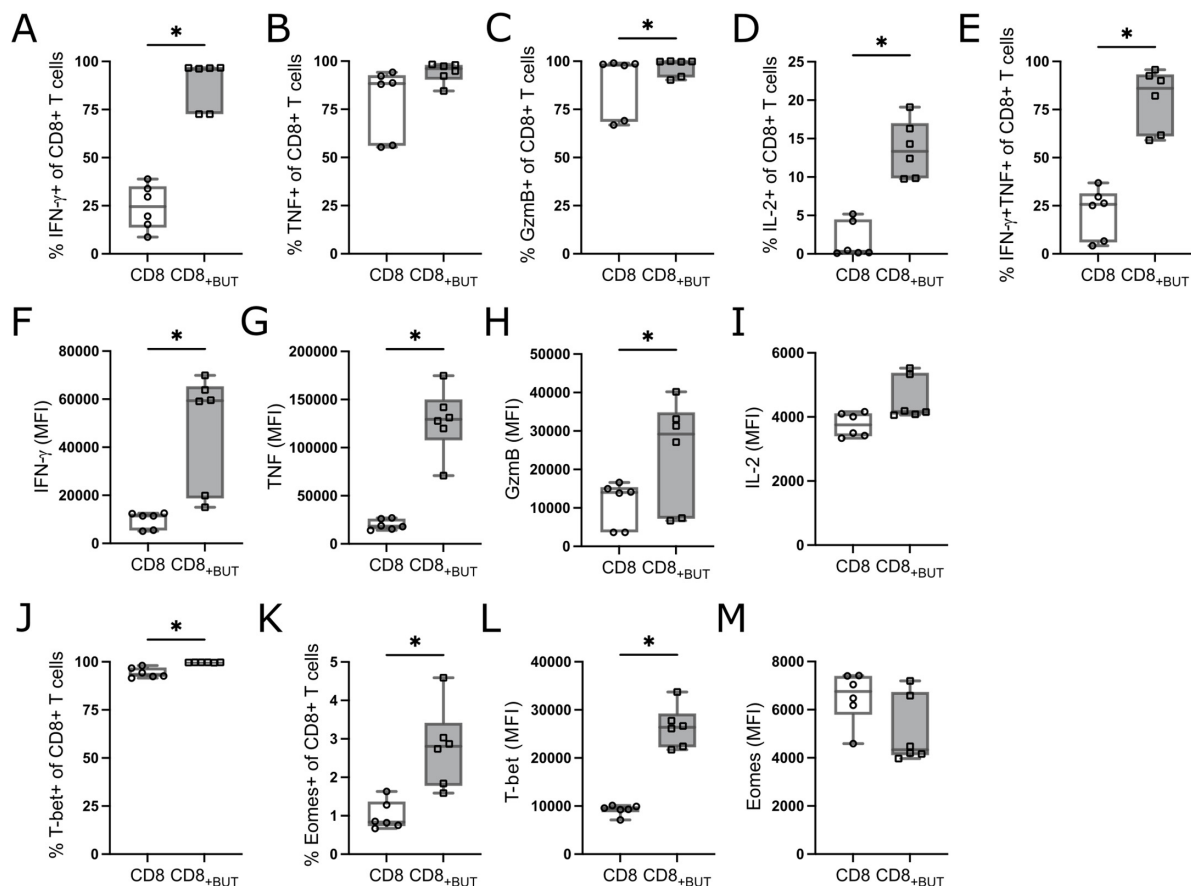 A
% IFN-γ+ of CD8+ T cells
100
75
50
25
0
*
CD8 CD8+BUT
B
% TNF+ of CD8+ T cells
100
75
50
25
0
CD8 CD8+BUT
C
% GzmB+ of CD8+ T cells
100
75
50
25
0
*
CD8 CD8+BUT
D
% IL-2+ of CD8+ T cells
25
20
15
10
5
0
*
CD8 CD8+BUT
E
% IFN-γ+TNF+ of CD8+ T cells
100
75
50
25
0
*
CD8 CD8+BUT
F
IFN-γ (MFI)
80000
60000
40000
20000
0
*
CD8 CD8+BUT
G
TNF (MFI)
200000
150000
100000
50000
0
*
CD8 CD8+BUT
H
GzmB (MFI)
50000
40000
30000
20000
10000
0
*
CD8 CD8+BUT
I
IL-2 (MFI)
6000
4000
2000
0
CD8 CD8+BUT
J
% T-bet+ of CD8+ T cells
100
75
50
25
0
*
CD8 CD8+BUT
K
% Eomes+ of CD8+ T cells
5
4
3
2
1
0
*
CD8 CD8+BUT
L
T-bet (MFI)
40000
30000
20000
10000
0
*
CD8 CD8+BUT
M
Eomes (MFI)
8000
6000
4000
2000
0
CD8 CD8+BUT